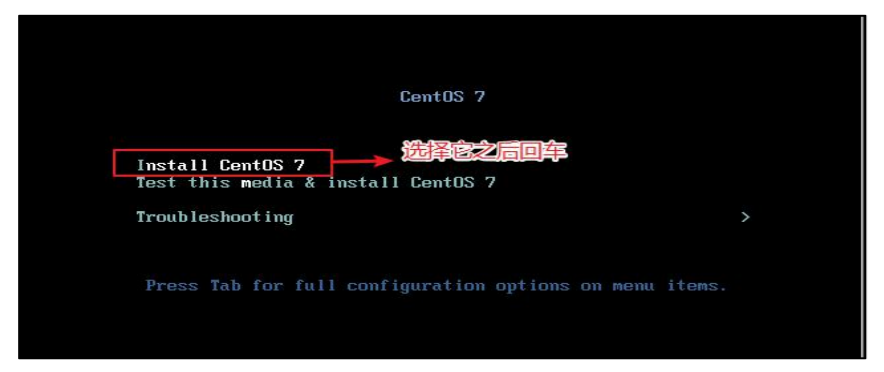 CentOS 7
选择它之后回车
Install CentOS 7
Test this media & install CentOS 7
Troubleshooting >
Press Tab for full configuration options on menu items.